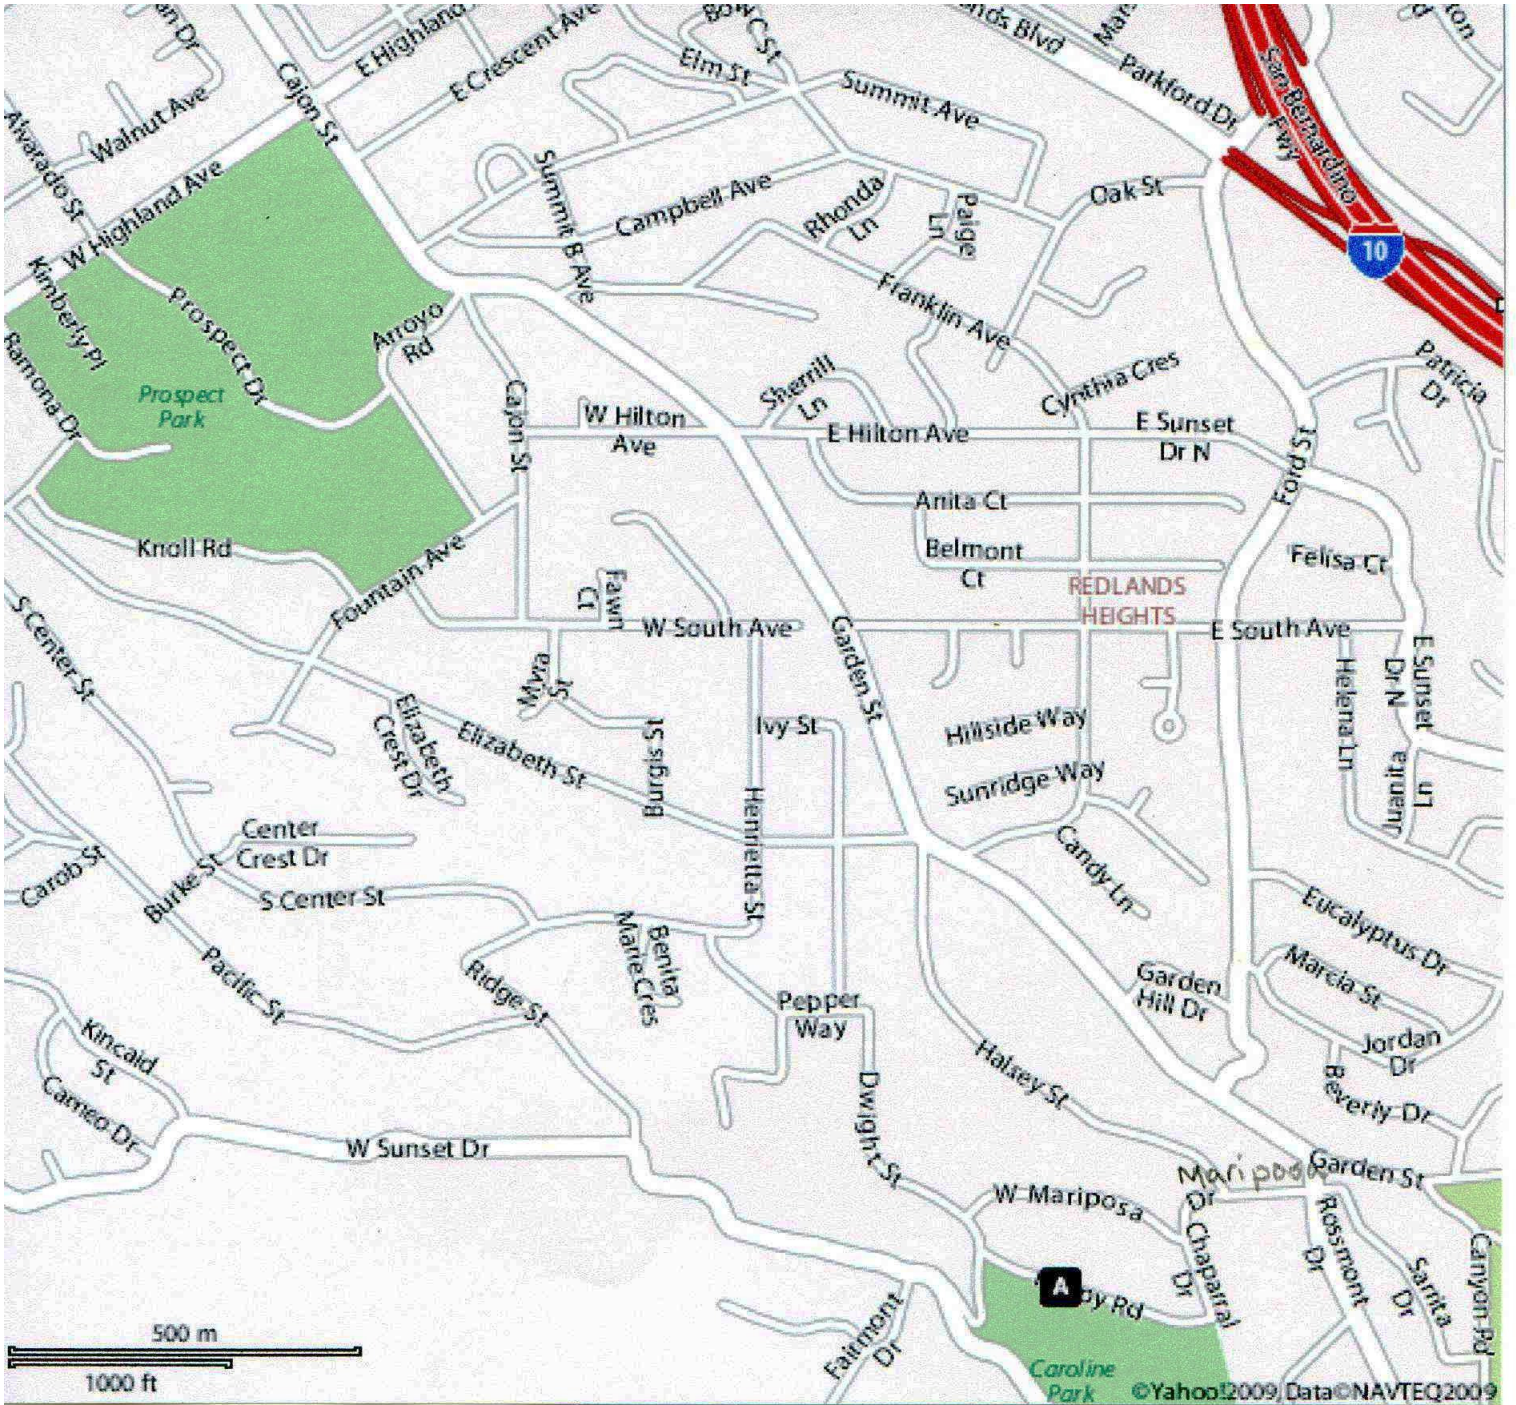 E Highland
E Crescent Ave
Elm St
Summit Ave
Parkford Dr
San Bernardino
Fwy
10
Cajon St
Walnut Ave
Alvarado St
W Highland Ave
Kimberly Pl
Prospect Dr
Ramona Dr
Prospect
Park
Arroyo
Rd
Summit B Ave
Campbell Ave
Rhonda
Ln
Paige
Ln
Oak St
Franklin Ave
Patricia
Dr
Cynthia Cres
Sherrill
Ln
Cajon St
W Hilton
Ave
E Hilton Ave
E Sunset
Dr N
Ford St
Anita Ct
Belmont
Ct
Felisa Ct
REDLANDS
HEIGHTS
Knoll Rd
Fountain Ave
Fawn
Ct
W South Ave
Garden St
E South Ave
S Center St
Myra
St
Helena Ln
E Sunset
Dr N
Elizabeth
Crest Dr
Elizabeth St
Burgis St
Ivy St
Hillside Way
Sunridge Way
Juanita
Ln
Henrietta St
Center
Crest Dr
Carob St
Burke St
S Center St
Candy Ln
Eucalyptus Dr
Benita
Marie Cres
Pacific St
Ridge St
Garden
Hill Dr
Marcia St
Pepper
Way
Jordan
Dr
Kincaid
St
Cameo Dr
Halsey St
Beverly Dr
Dwight St
W Sunset Dr
Mariposa
Garden St
W Mariposa
Dr
Chaparral
Dr
Rossmont
Dr
Sarrita
Dr
Canyon Rd
A
Rd
Fairmont
Dr
Caroline
Park
500 m
1000 ft
©Yahoo!2009, Data©NAVTEQ2009